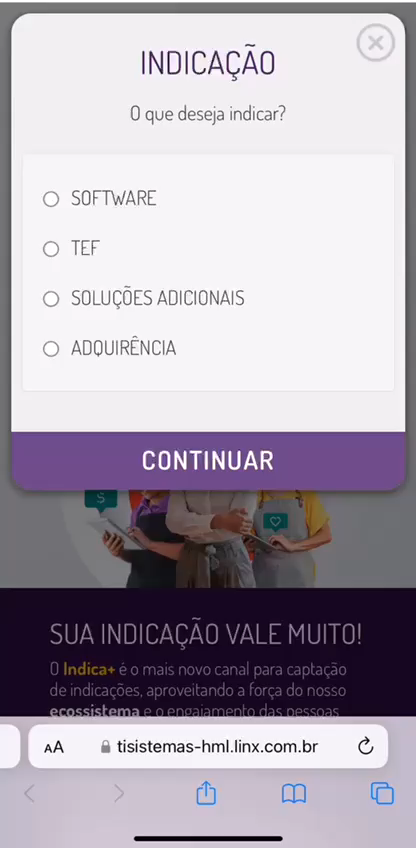 INDICAÇÃO
O que deseja indicar?
SOFTWARE
TEF
SOLUÇÕES ADICIONAIS
ADQUIRÊNCIA
CONTINUAR
$
SUA INDICAÇÃO VALE MUITO!
O Indica+ é o mais novo canal para captação
de indicações, aproveitando a força do nosso
ecossistema e o engajamento das pessoas
AA tisistemas-hml.linx.com.br